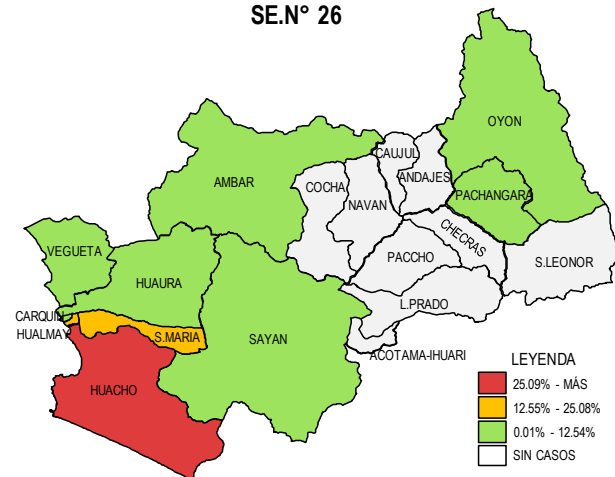 SE.N° 26
OYON
CAUJUL
ANDAJES
AMBAR
COCHA
NAVAN
PACHANGARA
CHECRAS
VEGUETA
PACCHO
S.LEONOR
HUAURA
L.PRADO
CARQUIN
HUALMAY
S.MARIA
SAYAN
ACOTAMA-IHUARI
HUACHO
LEYENDA
25.09% - MÁS
12.55% - 25.08%
0.01% - 12.54%
SIN CASOS